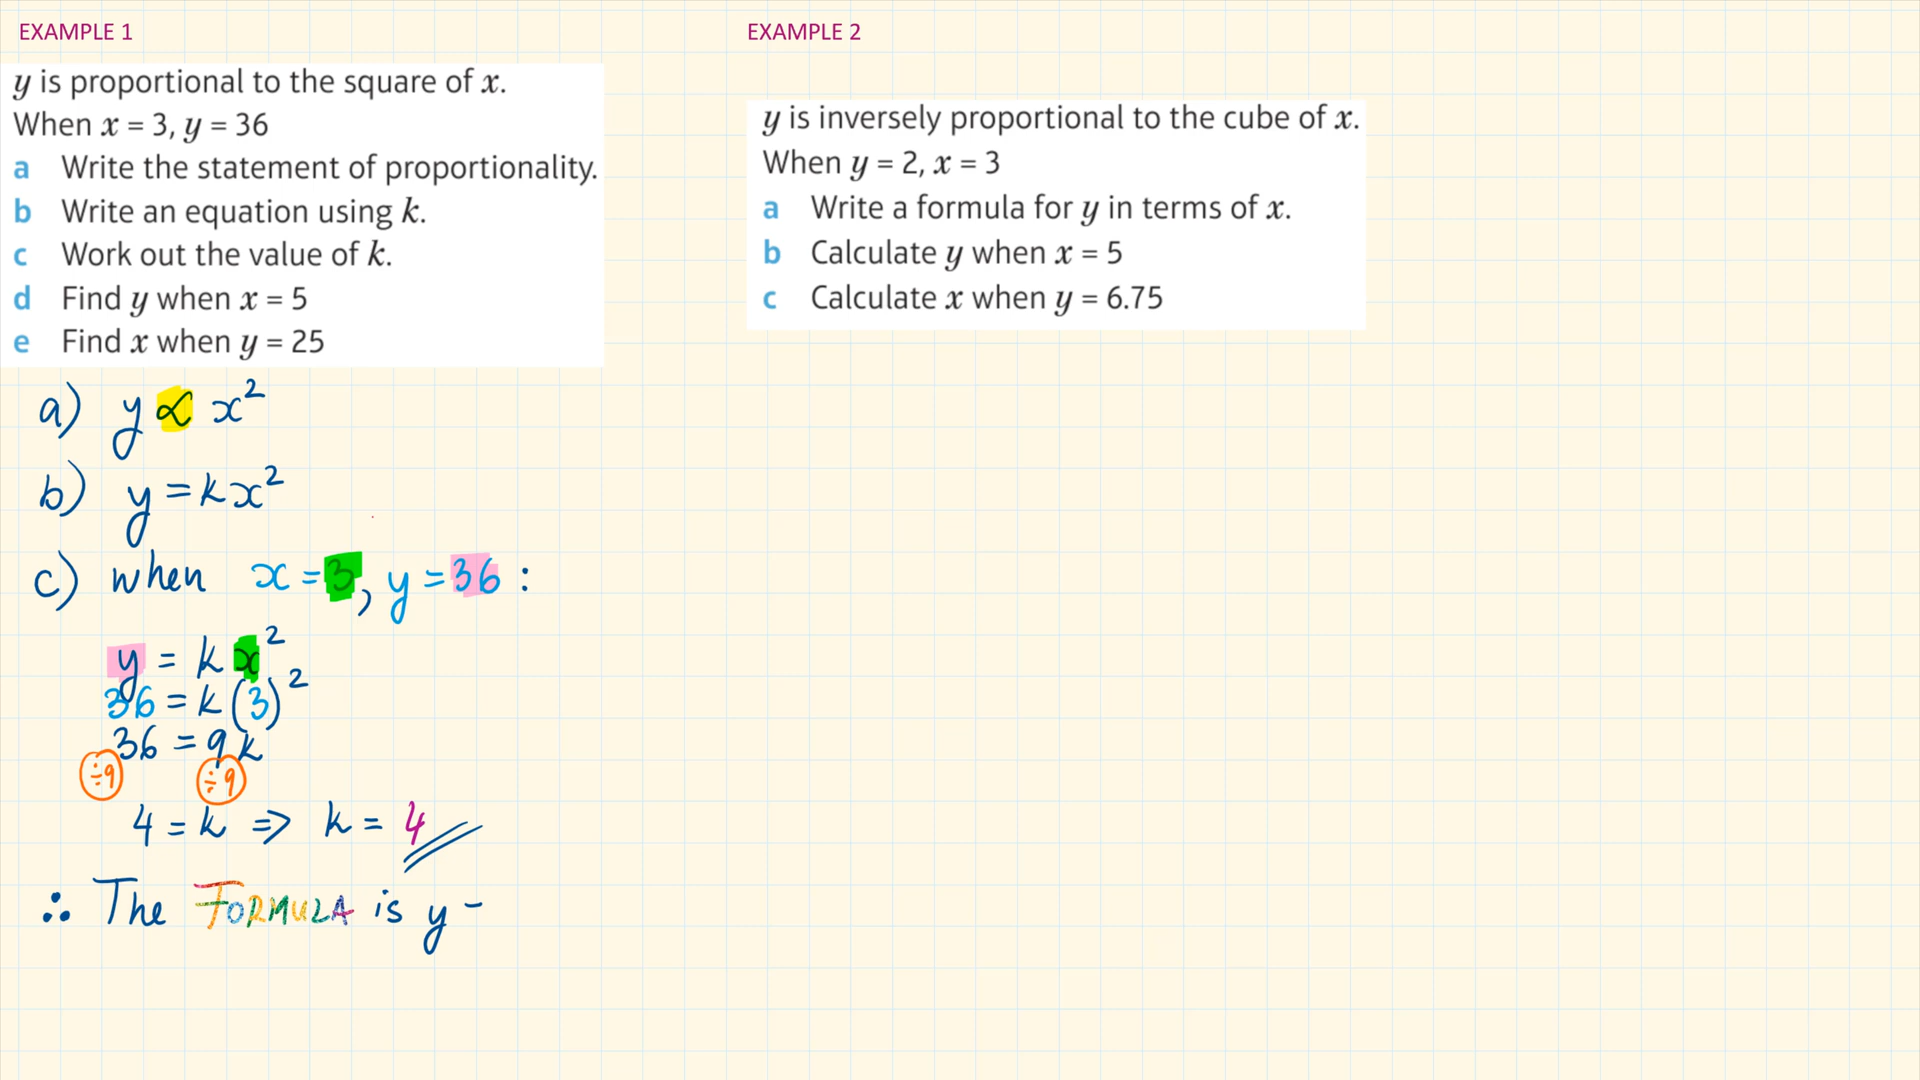 EXAMPLE 1
y is proportional to the square of x.
When x = 3, y = 36
a Write the statement of proportionality.
b Write an equation using k.
c Work out the value of k.
d Find y when x = 5
e Find x when y = 25
a) y ∝ x²
b) y = kx²
c) when x = 3, y = 36 :
y = k x²
36 = k(3)²
36 = 9k
÷9 ÷9
4 = k ⇒ k = 4
∴ The FORMULA is y -
EXAMPLE 2
y is inversely proportional to the cube of x.
When y = 2, x = 3
a Write a formula for y in terms of x.
b Calculate y when x = 5
c Calculate x when y = 6.75